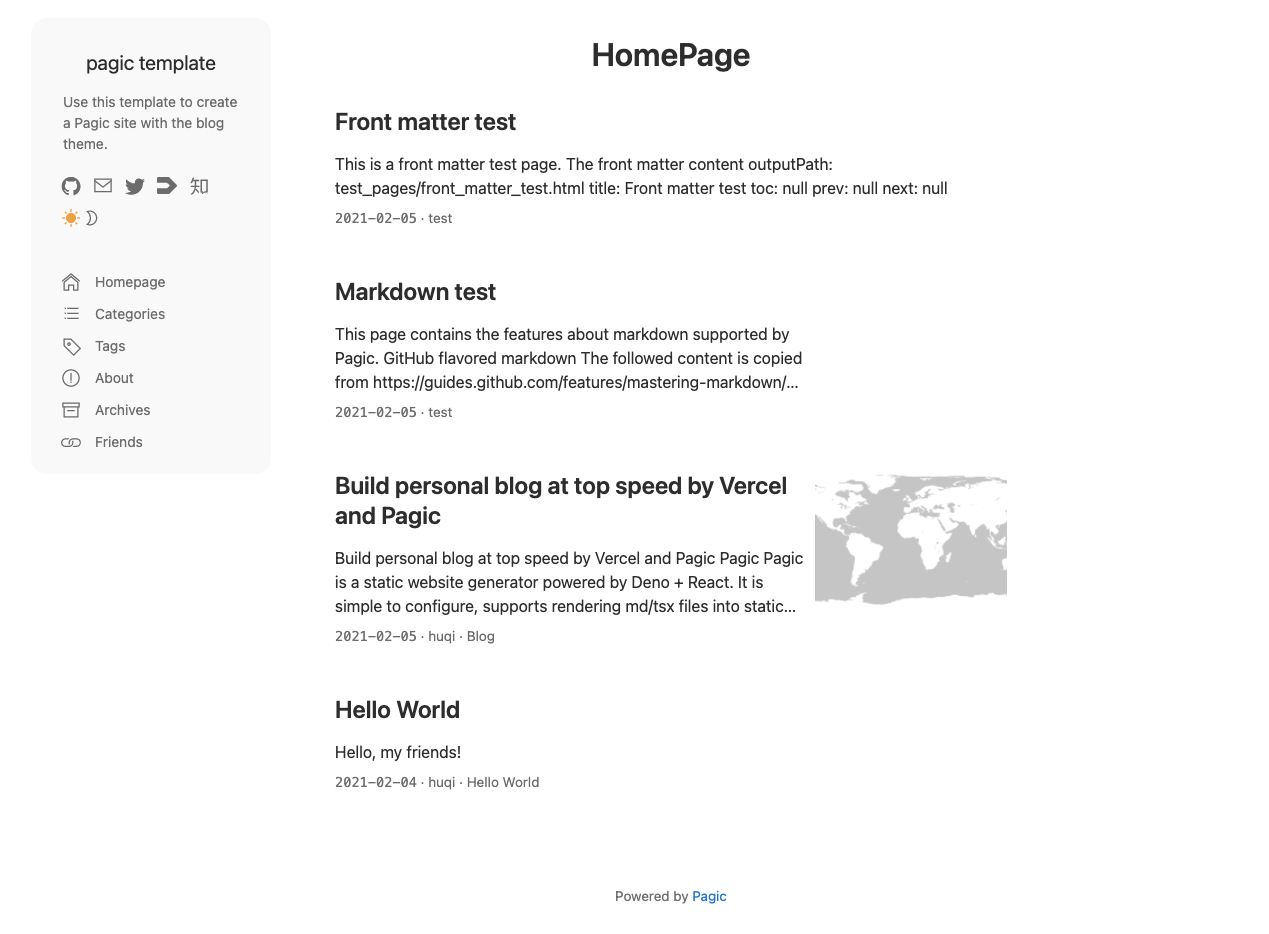 pagic template
Use this template to create
a Pagic site with the blog
theme.
知
Homepage
Categories
Tags
About
Archives
Friends
HomePage
Front matter test
This is a front matter test page. The front matter content outputPath:
test_pages/front_matter_test.html title: Front matter test toc: null prev: null next: null
2021-02-05 · test
Markdown test
This page contains the features about markdown supported by
Pagic. GitHub flavored markdown The followed content is copied
from https://guides.github.com/features/mastering-markdown/...
2021-02-05 · test
Build personal blog at top speed by Vercel
and Pagic
Build personal blog at top speed by Vercel and Pagic Pagic Pagic
is a static website generator powered by Deno + React. It is
simple to configure, supports rendering md/tsx files into static...
2021-02-05 · huqi · Blog
Hello World
Hello, my friends!
2021-02-04 · huqi · Hello World
Powered by Pagic